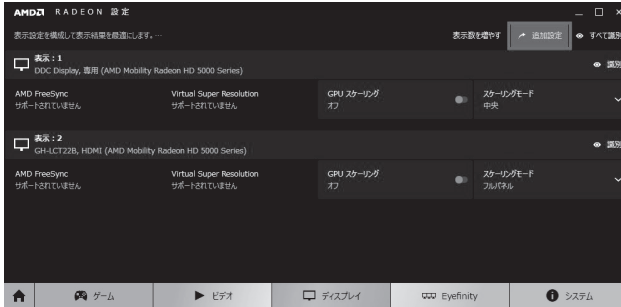 AMD RADEON 設定
表示設定を構成して表示結果を最適にします。…
表示数を増やす
追加設定
すべて識別
表示 : 1
DDC Display, 専用 (AMD Mobility Radeon HD 5000 Series)
識別
AMD FreeSync
サポートされていません
Virtual Super Resolution
サポートされていません
GPU スケーリング
オフ
スケーリングモード
中央
表示 : 2
GH-LCT22B, HDMI (AMD Mobility Radeon HD 5000 Series)
識別
AMD FreeSync
サポートされていません
Virtual Super Resolution
サポートされていません
GPU スケーリング
オフ
スケーリングモード
フルパネル
ゲーム
ビデオ
ディスプレイ
Eyefinity
システム